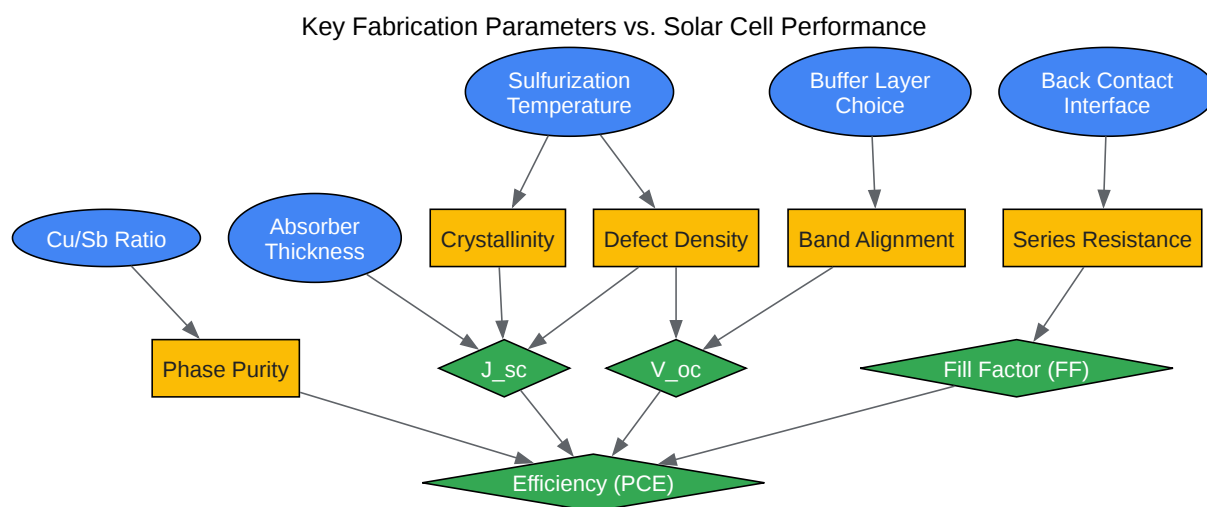 Key Fabrication Parameters vs. Solar Cell Performance
Sulfurization
Temperature
Buffer Layer
Choice
Back Contact
Interface
Cu/Sb Ratio
Absorber
Thickness
Crystallinity
Defect Density
Band Alignment
Series Resistance
Phase Purity
J_sc
V_oc
Fill Factor (FF)
Efficiency (PCE)